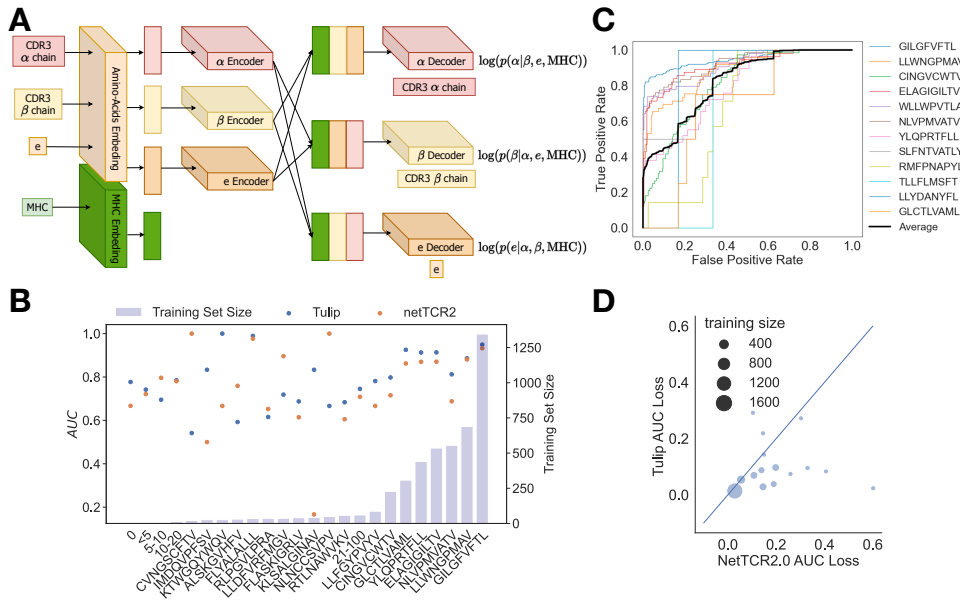 A
CDR3
α chain
CDR3
β chain
e
MHC
Amino-Acids Embeding
MHC Embeding
α Encoder
β Encoder
e Encoder
α Decoder
CDR3 α chain
β Decoder
CDR3 β chain
e Decoder
e
log(p(α|β, e, MHC))
log(p(β|α, e, MHC))
log(p(e|α, β, MHC))
C
True Positive Rate
1.0
0.8
0.6
0.4
0.2
0.0
0.0 0.2 0.4 0.6 0.8 1.0
False Positive Rate
GILGFVFTL
LLWNGPMAV
CINGVCWTV
ELAGIGILTV
WLLWPVTLA
NLVPMVATV
YLQPRTFLL
SLFNTVATLY
RMFPNAPYL
TLLFLMSFT
LLYDANYFL
GLCTLVAML
Average
B
Training Set Size
Tulip
netTCR2
AUC
1.0
0.8
0.6
0.4
0.2
1250
1000
750
500
250
0
Training Set Size
0
<5
5-10
10-20
CVNGSCFTV
IMDQVPFSV
KTWGQYWQV
ALSKGVHFV
FLYALALLL
RLPGVLPRA
LLDFVRFMGV
FLASKIGRLV
KLSALGINAV
NLNCCSVPV
RTLNAWVKV
21-100
LLFGYPVYV
CINGVCWTV
GLCTLVAML
YLQPRTFLL
ELAGIGILTV
NLVPMVATV
LLWNGPMAV
GILGFVFTL
D
training size
400
800
1200
1600
Tulip AUC Loss
0.6
0.4
0.2
0.0
0.0 0.2 0.4 0.6
NetTCR2.0 AUC Loss